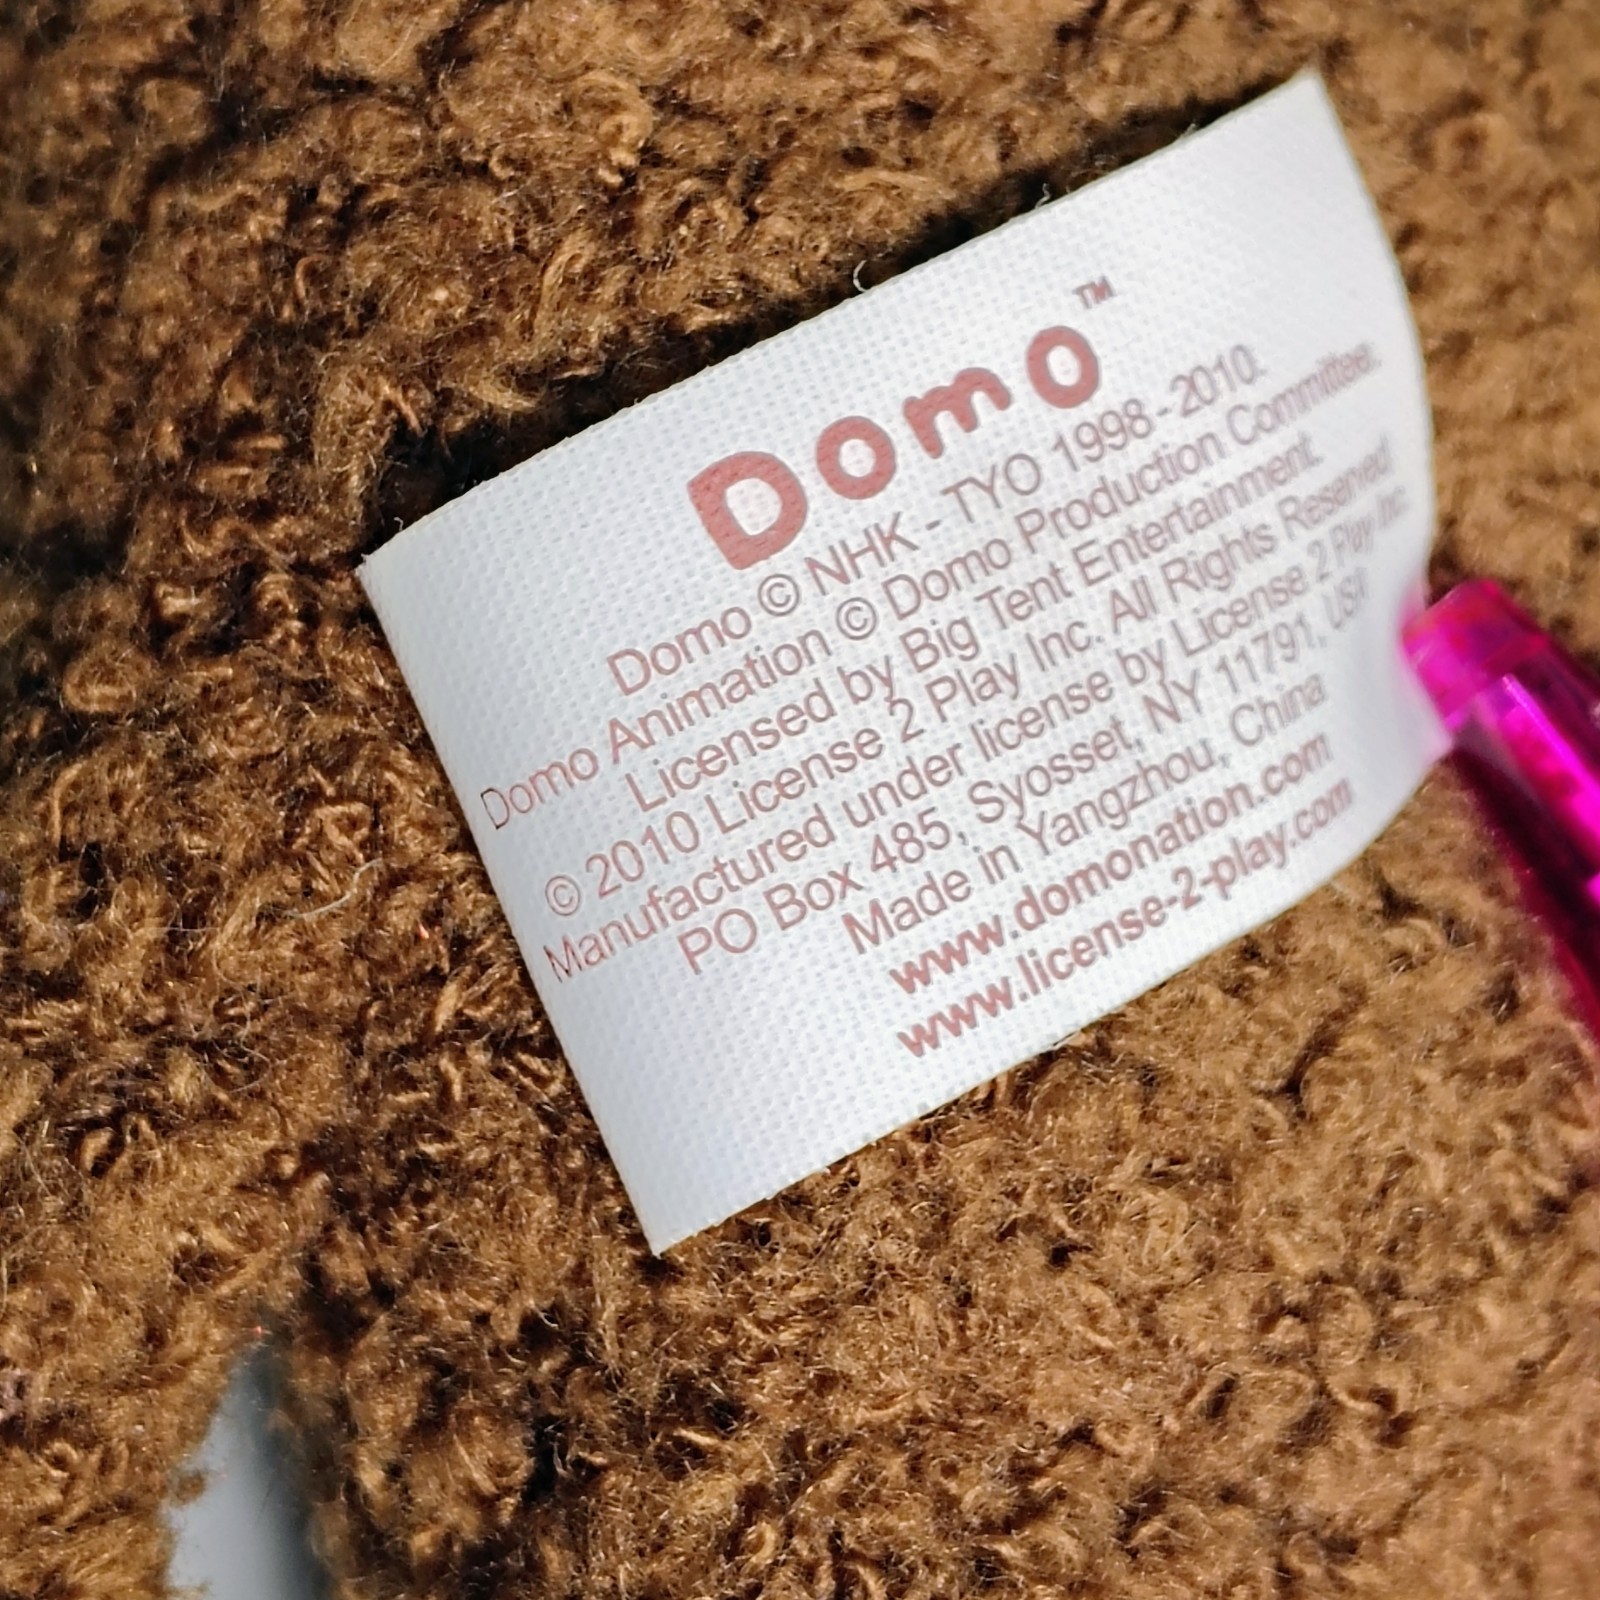 Domo™
Domo © NHK - TYO 1998-2010.
Domo Animation © Domo Production Committee.
Licensed by Big Tent Entertainment.
© 2010 License 2 Play Inc. All Rights Reserved
Manufactured under license by License 2 Play Inc.
PO Box 485, Syosset, NY 11791, USA
Made in Yangzhou, China
www.domonation.com
www.license-2-play.com